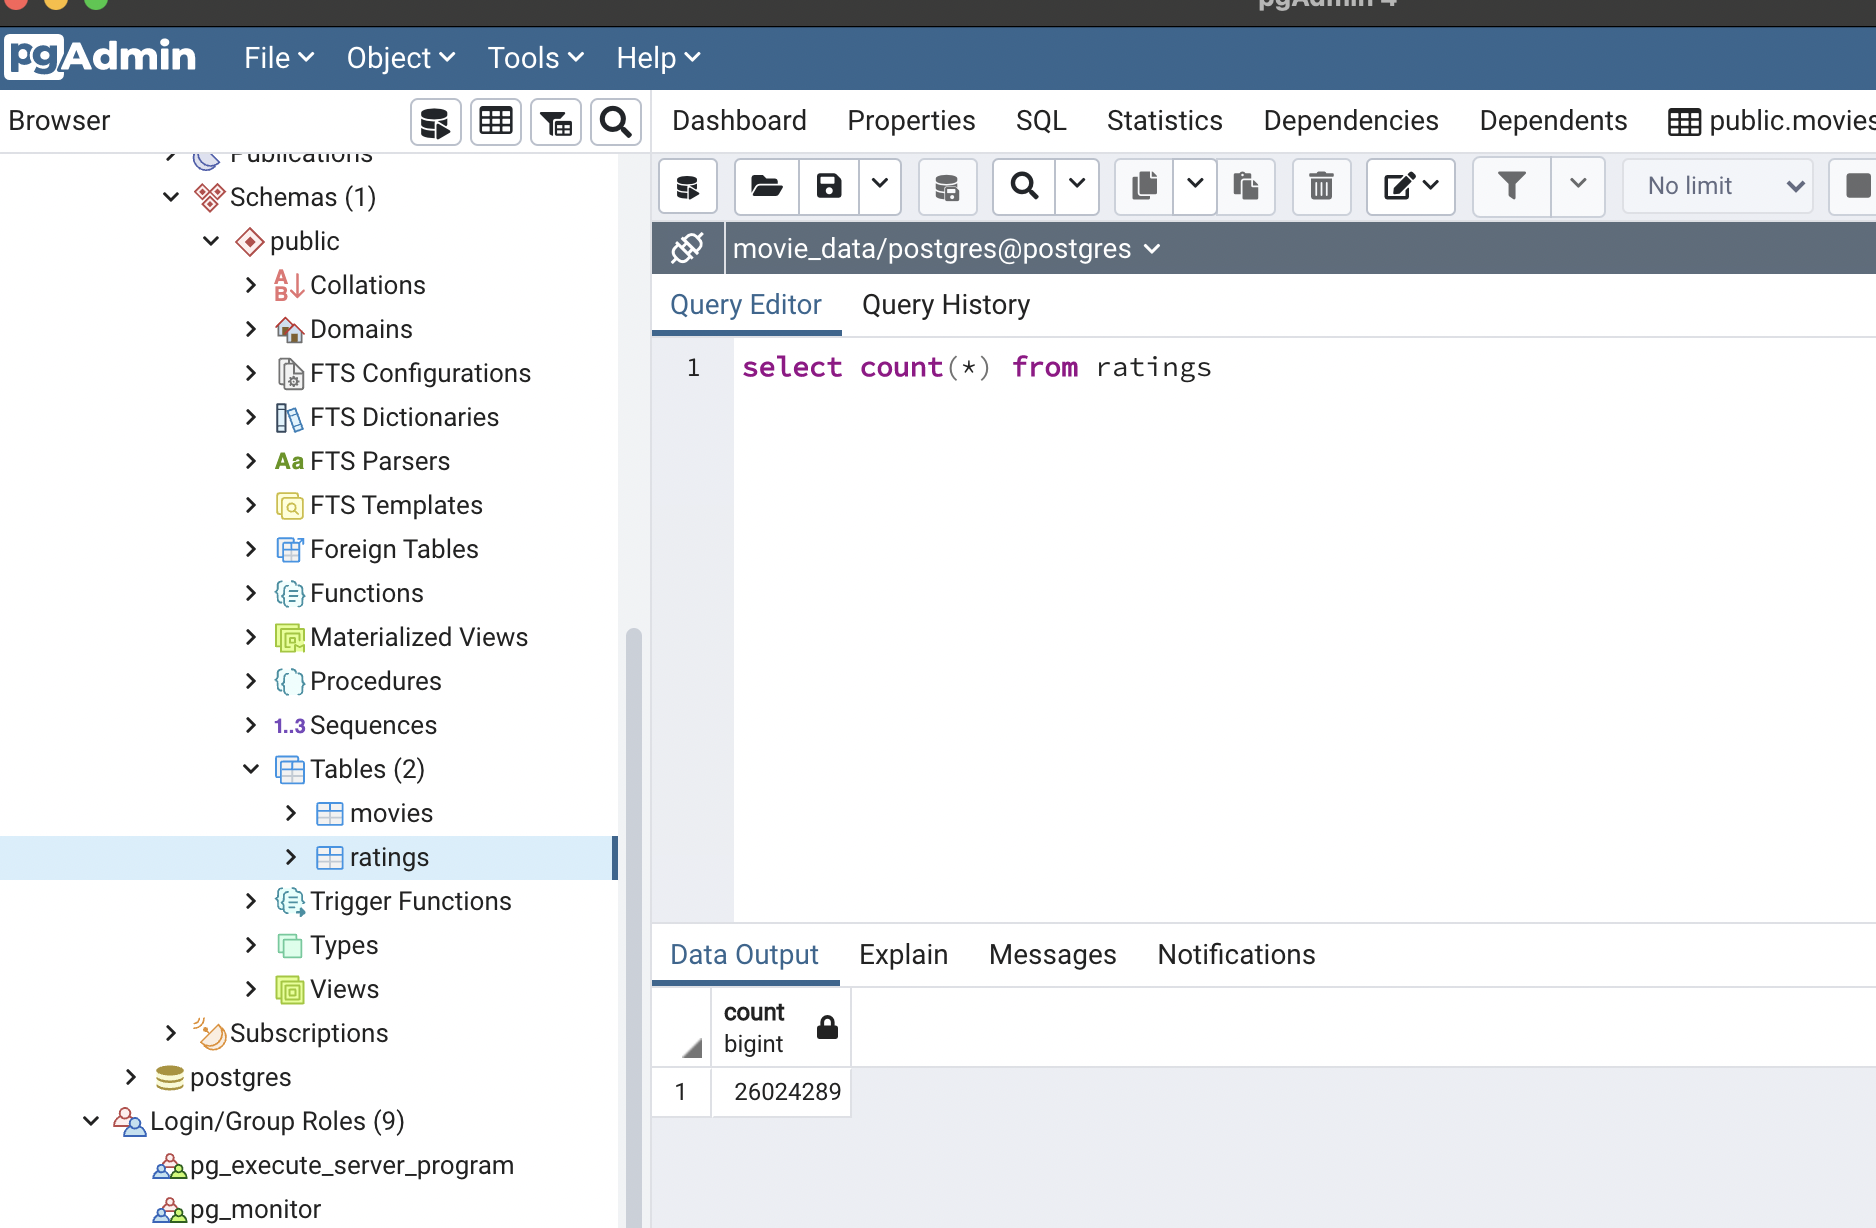 pgAdmin 4
pgAdmin
File
Object
Tools
Help
Browser
Dashboard
Properties
SQL
Statistics
Dependencies
Dependents
public.movies
Publications
Schemas (1)
public
Collations
Domains
FTS Configurations
FTS Dictionaries
Aa FTS Parsers
FTS Templates
Foreign Tables
Functions
Materialized Views
Procedures
1..3 Sequences
Tables (2)
movies
ratings
Trigger Functions
Types
Views
Subscriptions
postgres
Login/Group Roles (9)
pg_execute_server_program
pg_monitor
No limit
movie_data/postgres@postgres
Query Editor
Query History
1 select count(*) from ratings
Data Output
Explain
Messages
Notifications
count
bigint
1 26024289